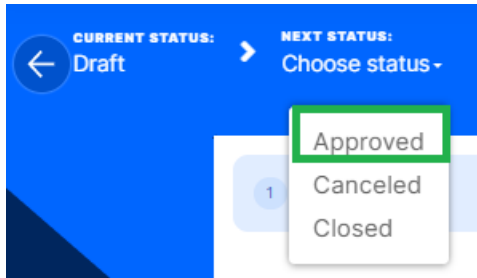 CURRENT STATUS:
Draft
NEXT STATUS:
Choose status
Approved
Canceled
Closed
1